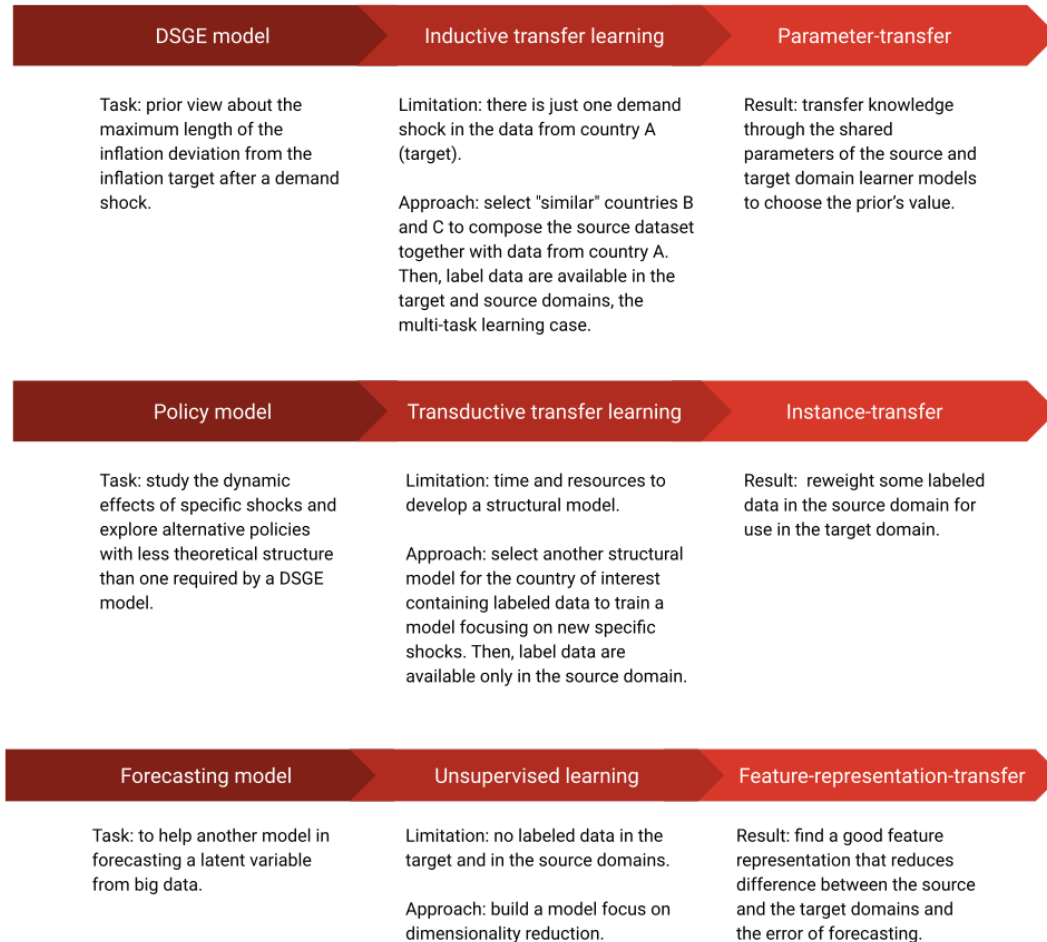 DSGE model
Inductive transfer learning
Parameter-transfer
Task: prior view about the
maximum length of the
inflation deviation from the
inflation target after a demand
shock.
Limitation: there is just one demand
shock in the data from country A
(target).
Approach: select "similar" countries B
and C to compose the source dataset
together with data from country A.
Then, label data are available in the
target and source domains, the
multi-task learning case.
Result: transfer knowledge
through the shared
parameters of the source and
target domain learner models
to choose the prior's value.
Policy model
Transductive transfer learning
Instance-transfer
Task: study the dynamic
effects of specific shocks and
explore alternative policies
with less theoretical structure
than one required by a DSGE
model.
Limitation: time and resources to
develop a structural model.
Approach: select another structural
model for the country of interest
containing labeled data to train a
model focusing on new specific
shocks. Then, label data are
available only in the source domain.
Result:  reweight some labeled
data in the source domain for
use in the target domain.
Forecasting model
Unsupervised learning
Feature-representation-transfer
Task: to help another model in
forecasting a latent variable
from big data.
Limitation: no labeled data in the
target and in the source domains.
Approach: build a model focus on
dimensionality reduction.
Result: find a good feature
representation that reduces
difference between the source
and the target domains and
the error of forecasting.